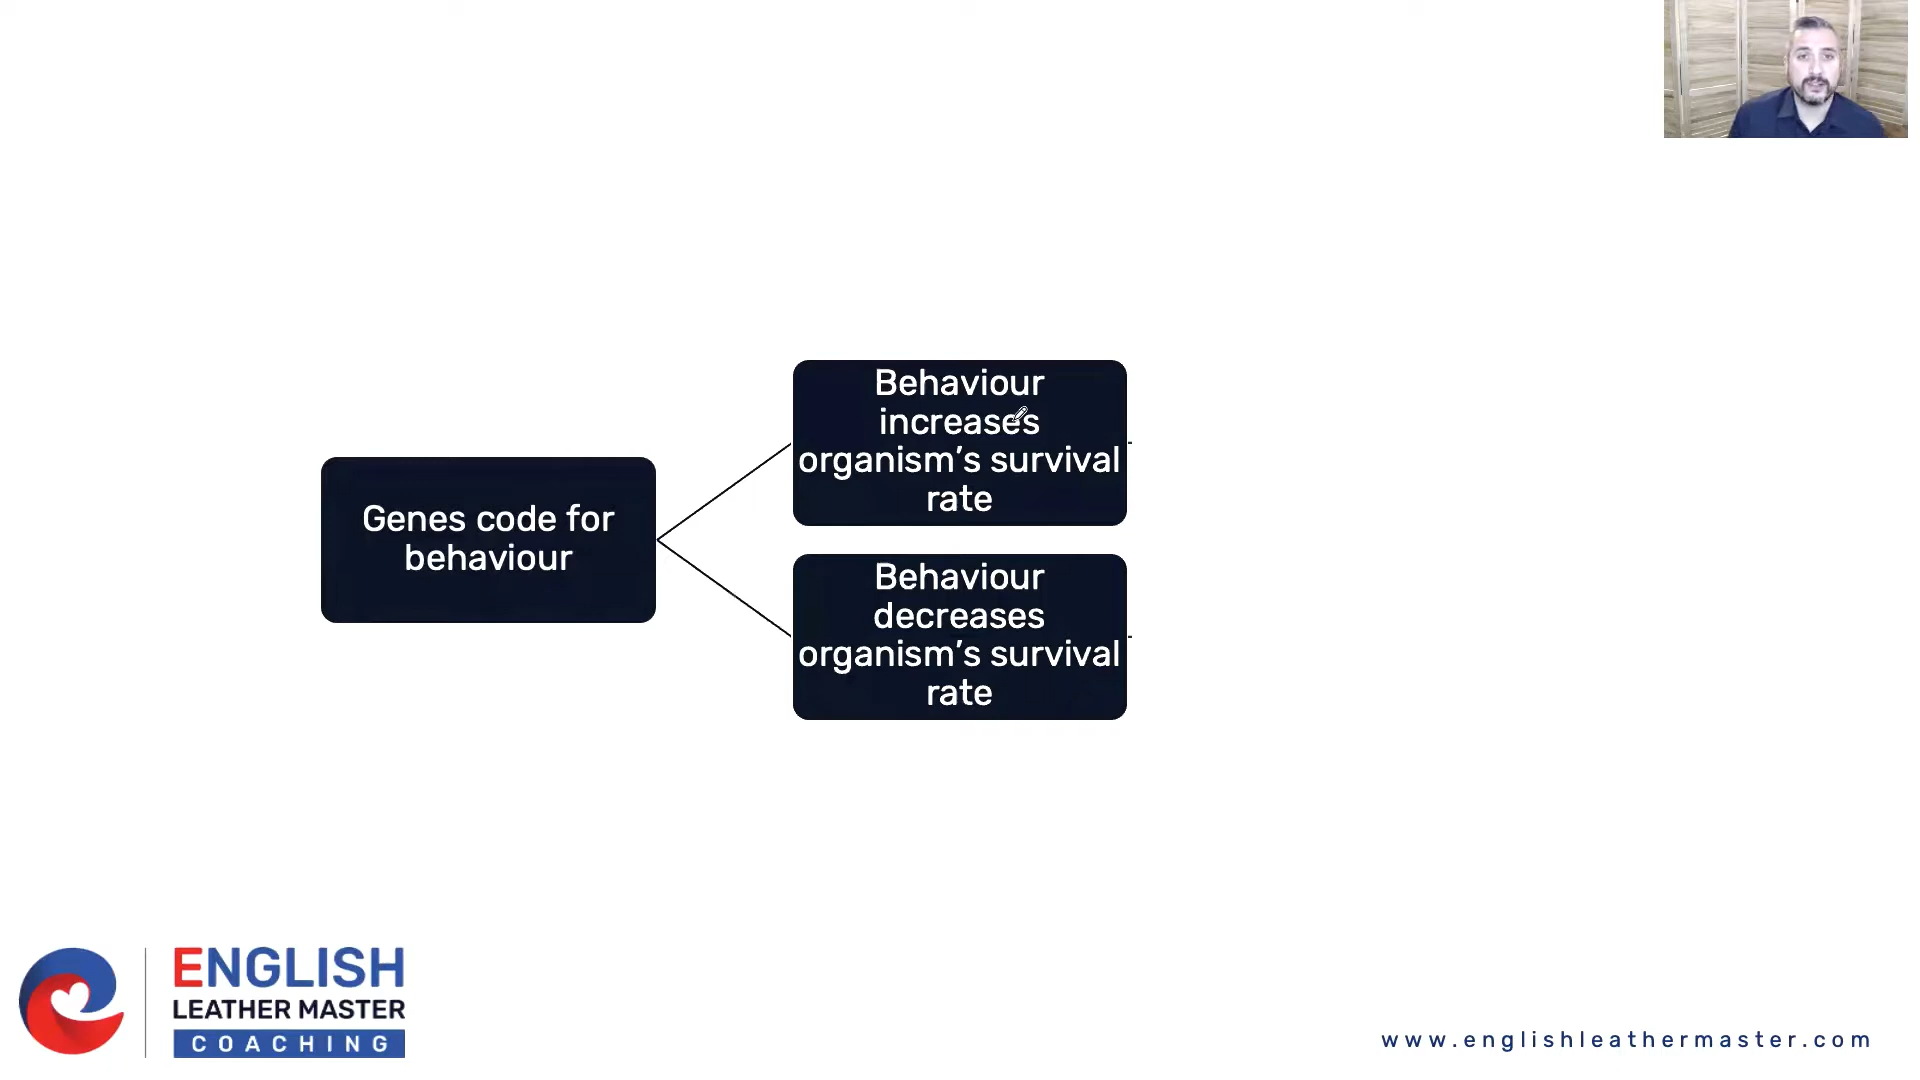 Genes code for
behaviour
Behaviour
increases
organism's survival
rate
Behaviour
decreases
organism's survival
rate
ENGLISH
LEATHER MASTER
COACHING
www.englishleathermaster.com